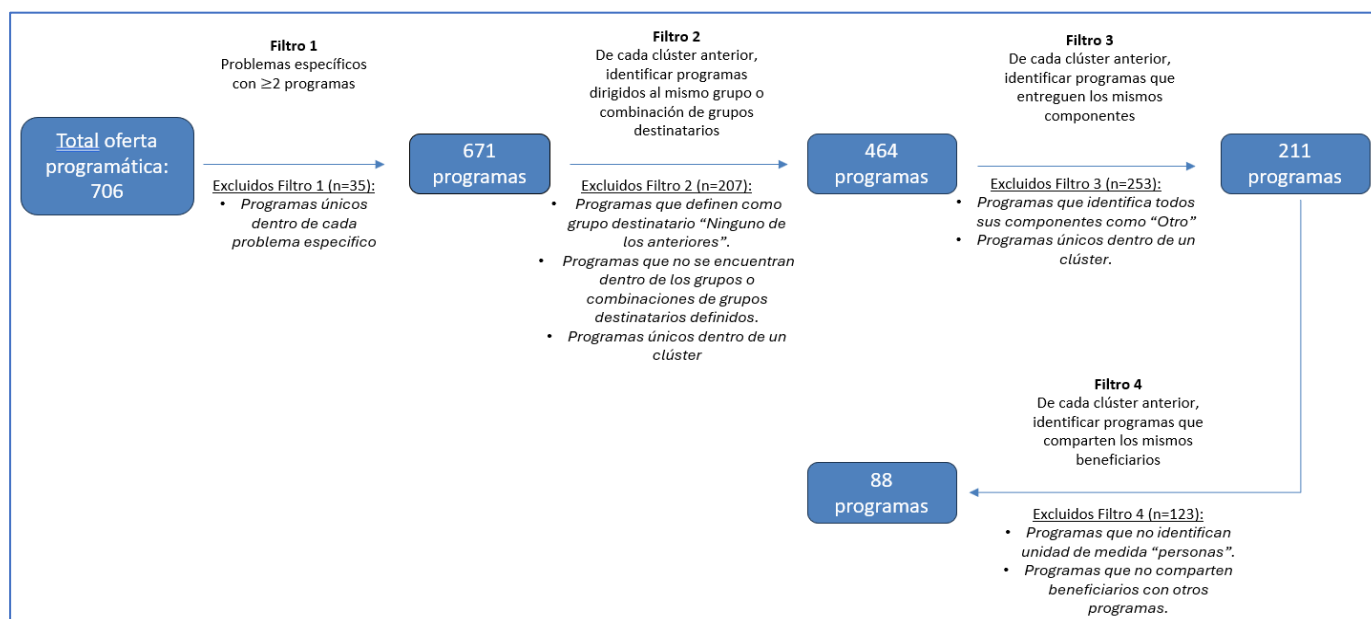 Filtro 1
Problemas específicos
con ≥2 programas
Filtro 2
De cada clúster anterior,
identificar programas
dirigidos al mismo grupo o
combinación de grupos
destinatarios
Filtro 3
De cada clúster anterior,
identificar programas que
entreguen los mismos
componentes
Total oferta
programática:
706
671
programas
464
programas
211
programas
Excluidos Filtro 1 (n=35):
• Programas únicos
dentro de cada
problema especifico
Excluidos Filtro 2 (n=207):
• Programas que definen como
grupo destinatario “Ninguno de
los anteriores”.
• Programas que no se encuentran
dentro de los grupos o
combinaciones de grupos
destinatarios definidos.
• Programas únicos dentro de un
clúster
Excluidos Filtro 3 (n=253):
• Programas que identifica todos
sus componentes como “Otro”
• Programas únicos dentro de un
clúster.
Filtro 4
De cada clúster anterior,
identificar programas que
comparten los mismos
beneficiarios
88
programas
Excluidos Filtro 4 (n=123):
• Programas que no identifican
unidad de medida “personas”.
• Programas que no comparten
beneficiarios con otros
programas.